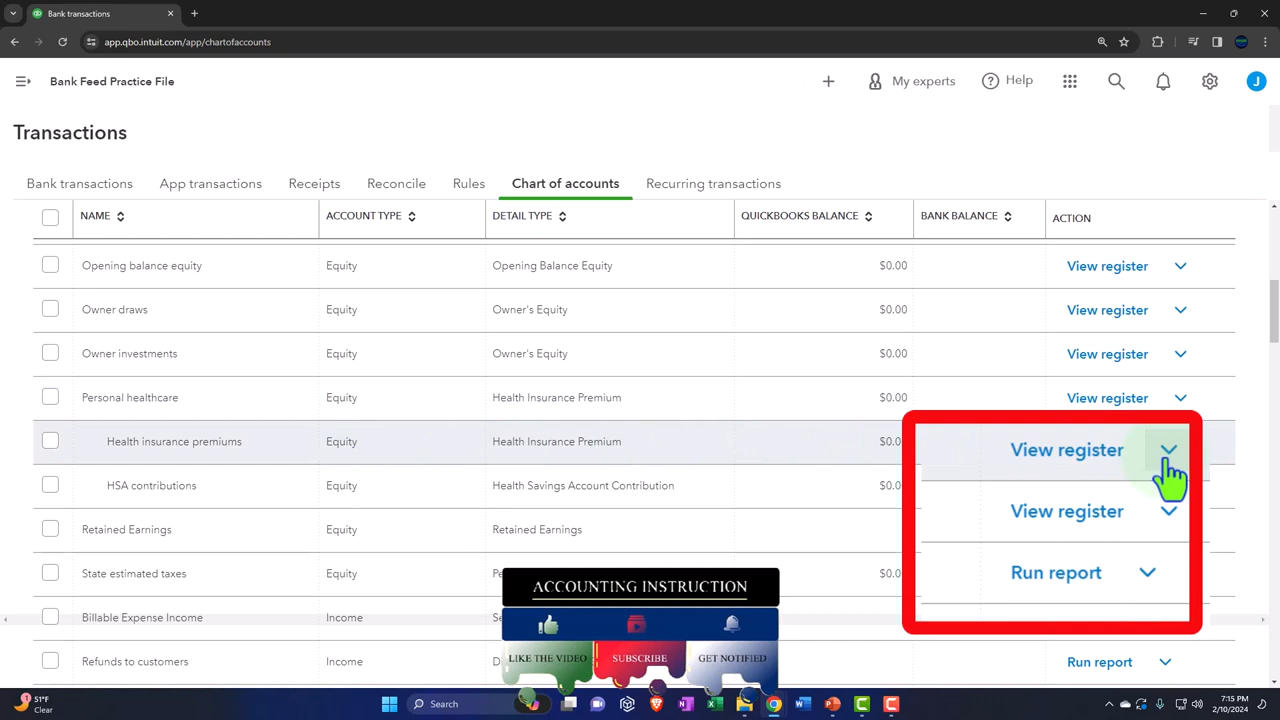 Bank transactions
app.qbo.intuit.com/app/chartofaccounts
Bank Feed Practice File
My experts
Help
J
Transactions
Bank transactions App transactions Receipts Reconcile Rules Chart of accounts Recurring transactions
NAME ACCOUNT TYPE DETAIL TYPE QUICKBOOKS BALANCE BANK BALANCE ACTION
Opening balance equity Equity Opening Balance Equity $0.00 View register
Owner draws Equity Owner's Equity $0.00 View register
Owner investments Equity Owner's Equity $0.00 View register
Personal healthcare Equity Health Insurance Premium $0.00 View register
Health insurance premiums Equity Health Insurance Premium View register
HSA contributions Equity Health Savings Account Contribution View register
Retained Earnings Equity Retained Earnings Run report
State estimated taxes Equity
Billable Expense Income Income
Refunds to customers Income Run report
ACCOUNTING INSTRUCTION
LIKE THE VIDEO SUBSCRIBE GET NOTIFIED
51°F
Clear
Search
7:15 PM
2/10/2024